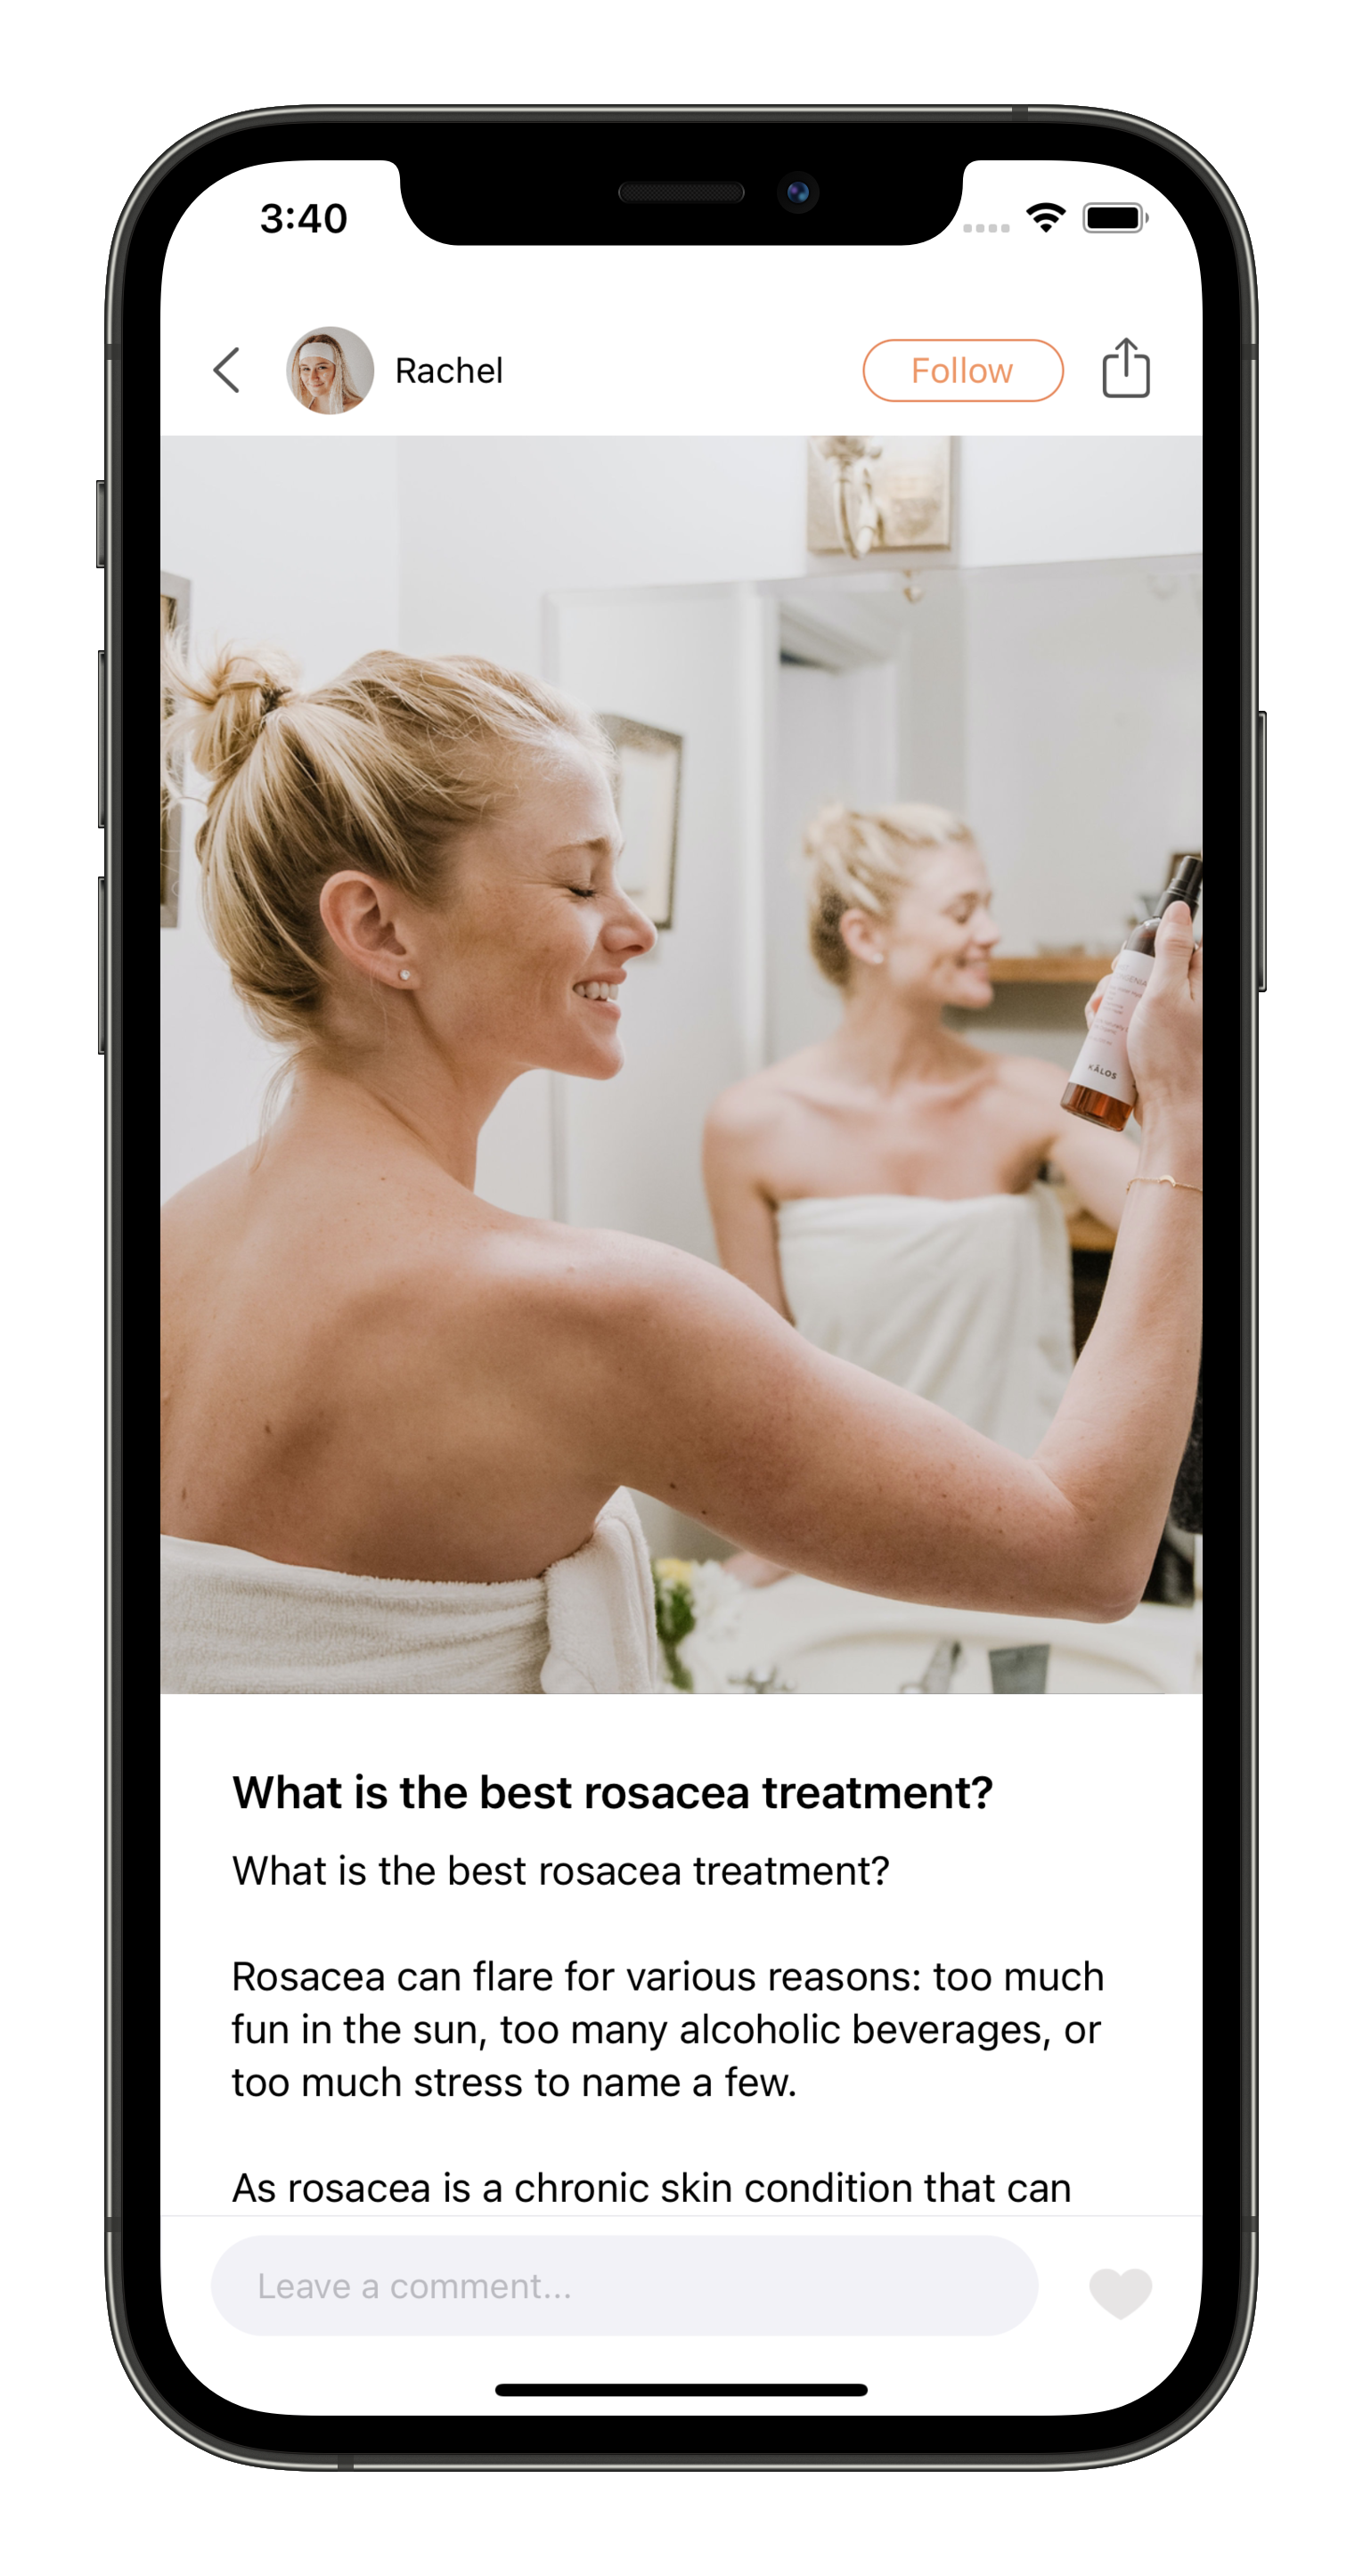 3:40
Rachel
Follow
KÄLOS
What is the best rosacea treatment?
What is the best rosacea treatment?
Rosacea can flare for various reasons: too much
fun in the sun, too many alcoholic beverages, or
too much stress to name a few.
As rosacea is a chronic skin condition that can
Leave a comment...